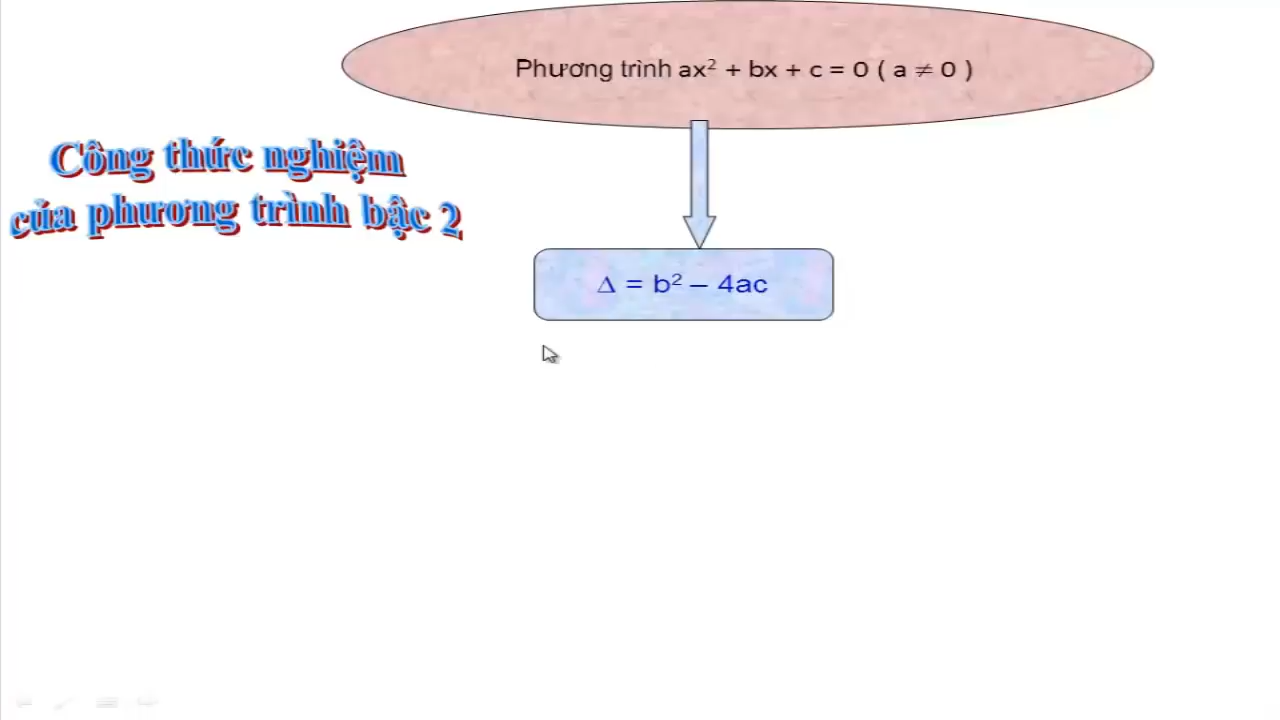 Phương trình ax² + bx + c = 0 ( a ≠ 0 )
Công thức nghiệm
của phương trình bậc 2
Δ = b² – 4ac